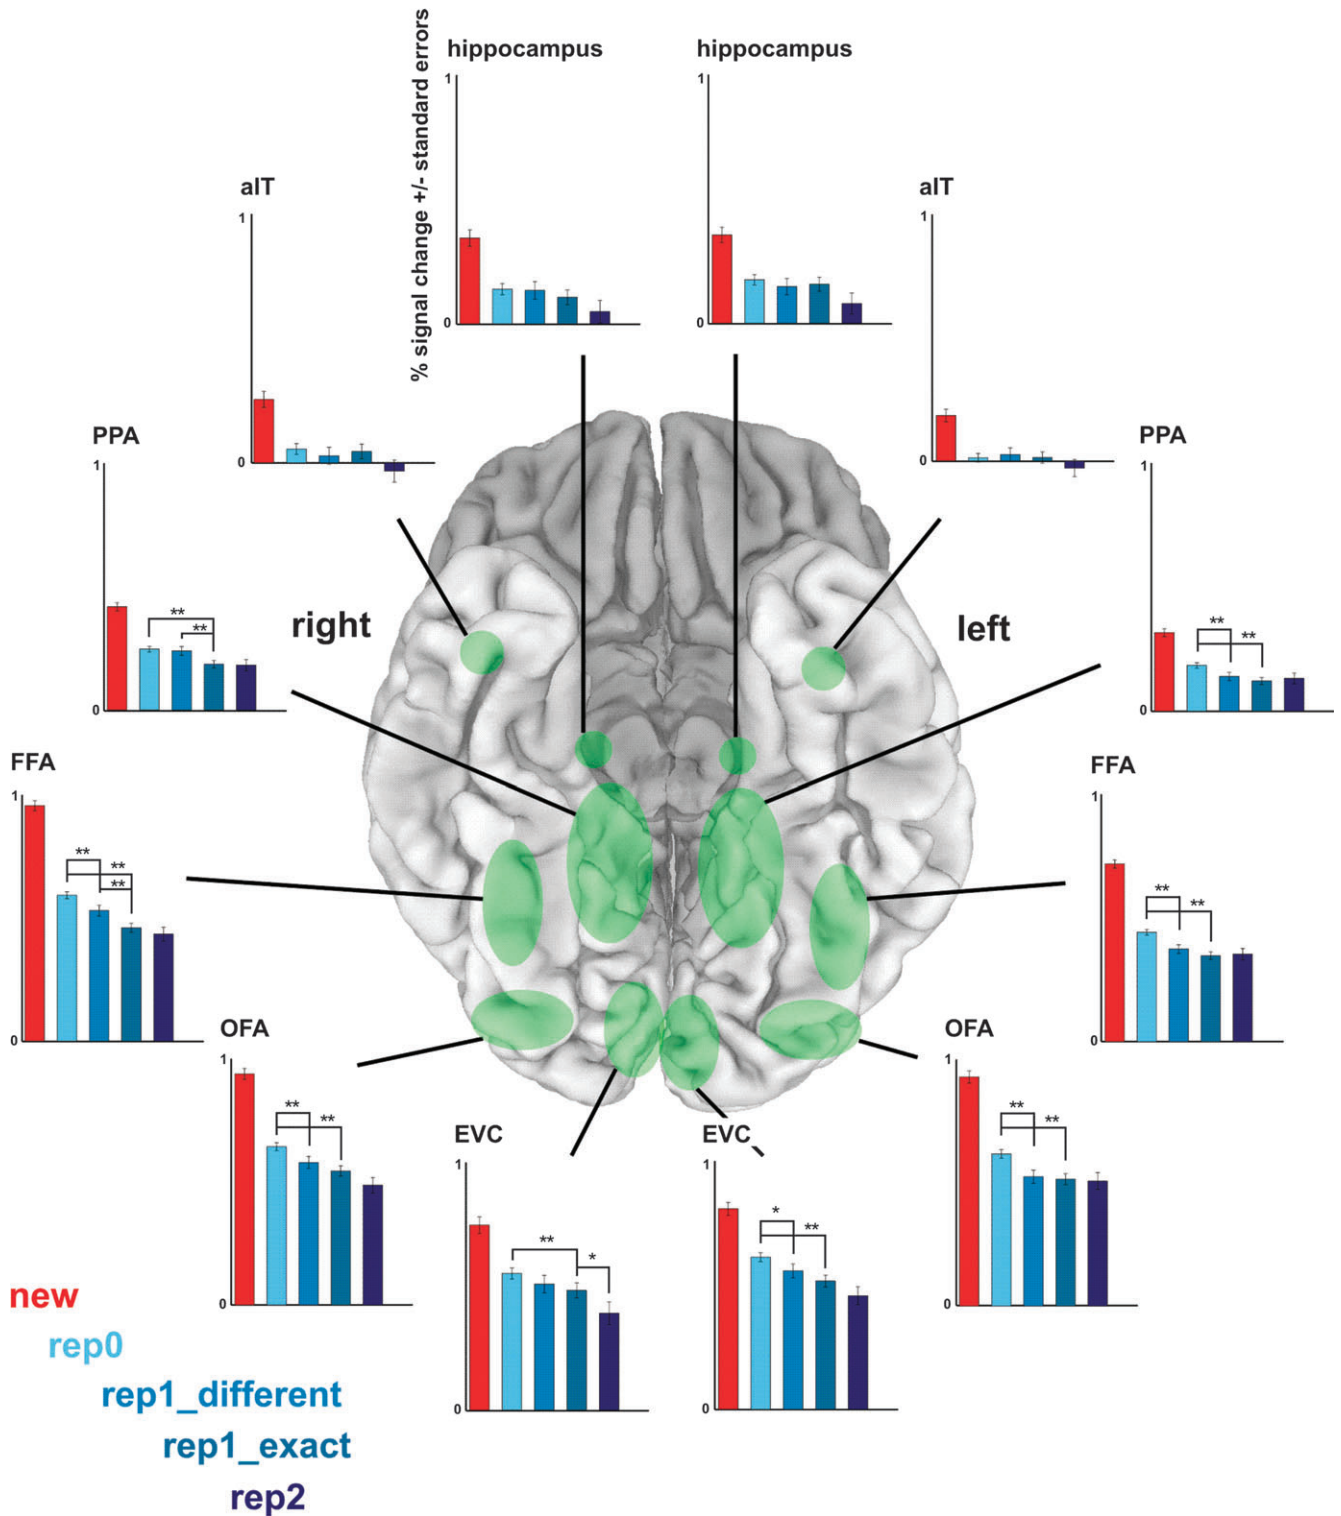 hippocampus
hippocampus
% signal change +/- standard errors
1
0
1
0
aIT
1
0
aIT
1
0
PPA
1
0
**
**
PPA
1
0
**
**
right
left
FFA
1
0
**
**
**
FFA
1
0
**
**
OFA
1
0
**
**
OFA
1
0
**
**
EVC
1
0
**
*
EVC
1
0
*
**
new
rep0
rep1_different
rep1_exact
rep2